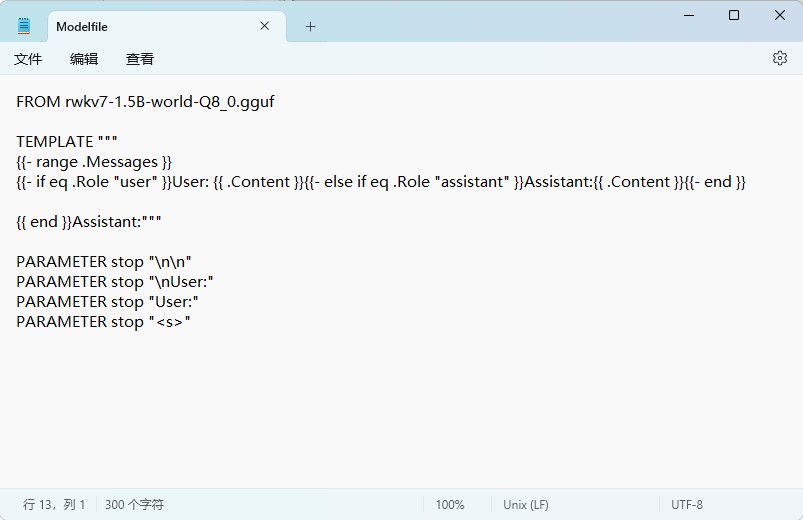 Modelfile
文件 编辑 查看
FROM rwkv7-1.5B-world-Q8_0.gguf
TEMPLATE """
{{- range .Messages }}
{{- if eq .Role "user" }}User: {{ .Content }}{{- else if eq .Role "assistant" }}Assistant:{{ .Content }}{{- end }}
{{ end }}Assistant:"""
PARAMETER stop "\n\n"
PARAMETER stop "\nUser:"
PARAMETER stop "User:"
PARAMETER stop "<s>"
行 13，列 1 300 个字符 100% Unix (LF) UTF-8